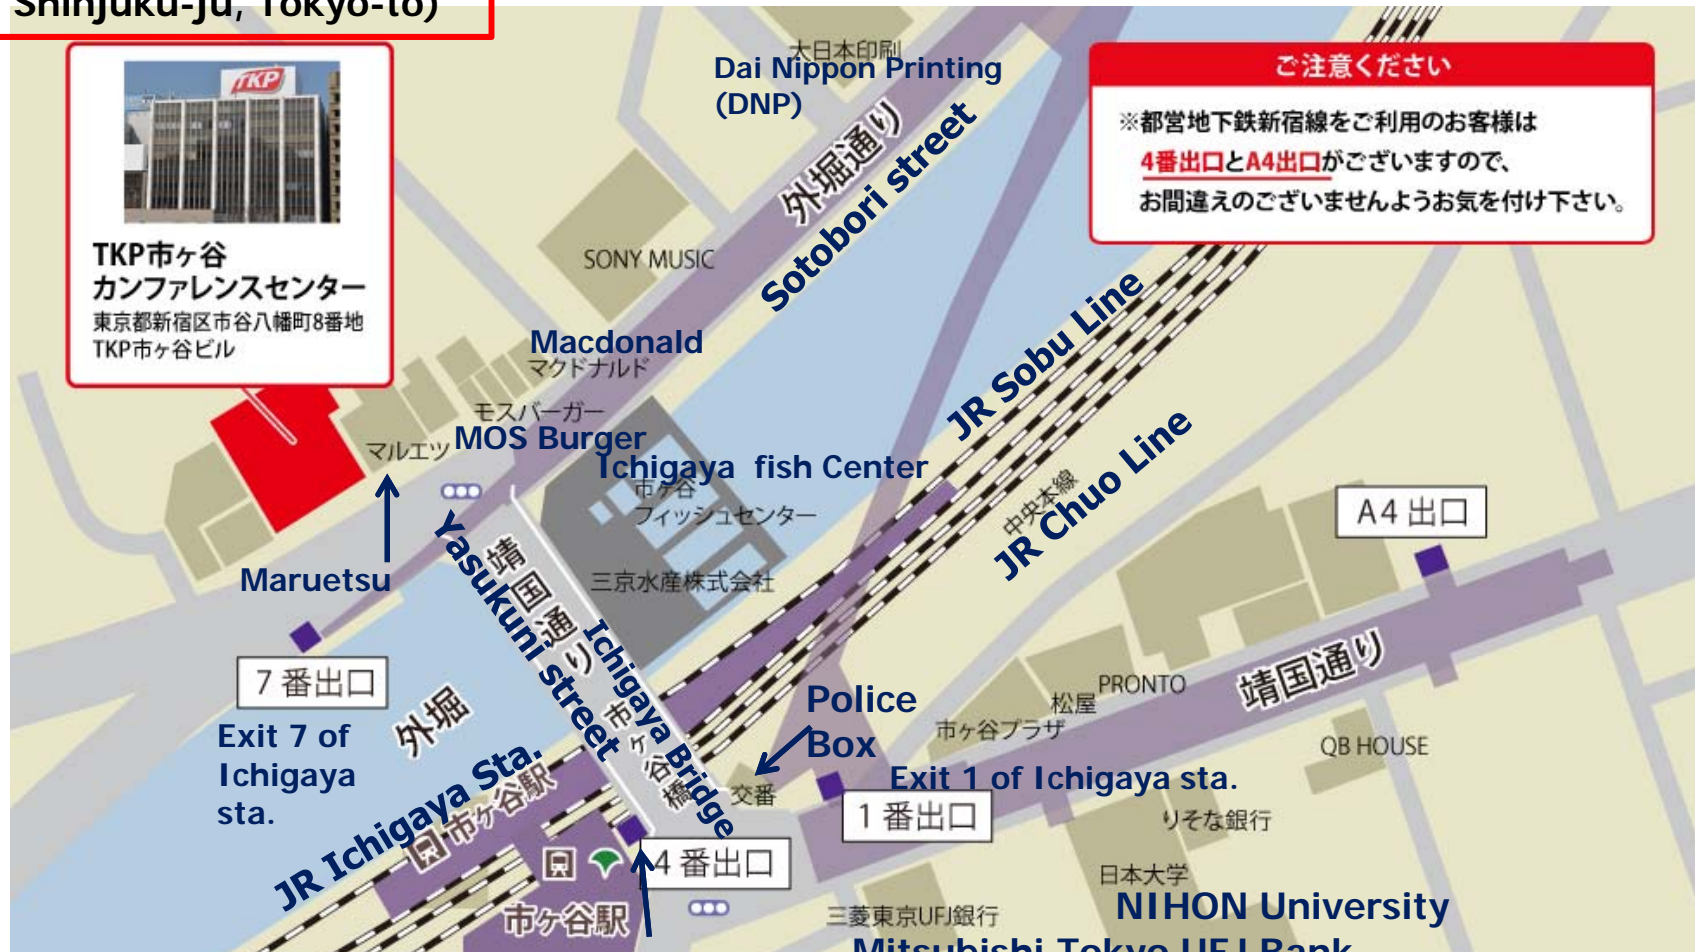 Shinjuku-ju, Tokyo-to)
TKP
TKP市ヶ谷
カンファレンスセンター
東京都新宿区市谷八幡町8番地
TKP市ヶ谷ビル
大日本印刷
Dai Nippon Printing
(DNP)
外堀通り
Sotobori street
ご注意ください
※都営地下鉄新宿線をご利用のお客様は
4番出口とA4出口がございますので、
お間違えのございませんようお気を付け下さい。
SONY MUSIC
Macdonald
マクドナルド
モスバーガー
MOS Burger
マルエツ
Maruetsu
Ichigaya fish Center
市ヶ谷
フィッシュセンター
三京水産株式会社
JR Sobu Line
中央本線
JR Chuo Line
A4 出口
Yasukuni street
靖国通り
Ichigaya Bridge
市ヶ谷橋
7 番出口
Exit 7 of
Ichigaya
sta.
外堀
JR Ichigaya Sta.
市ヶ谷駅
Police
Box
交番
PRONTO
松屋
市ヶ谷プラザ
靖国通り
QB HOUSE
Exit 1 of Ichigaya sta.
1 番出口
りそな銀行
4 番出口
市ヶ谷駅
日本大学
NIHON University
三菱東京UFJ銀行
Mitsubishi Tokyo UFJ Bank